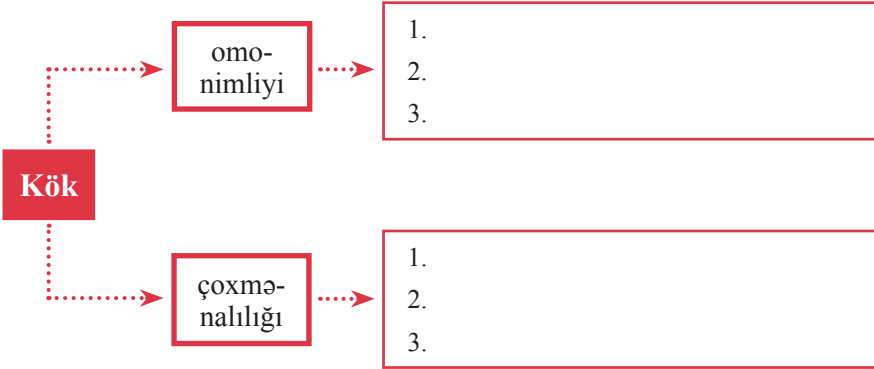 omo-
nimliyi
1.
2.
3.
Kök
çoxmə-
nalılığı
1.
2.
3.